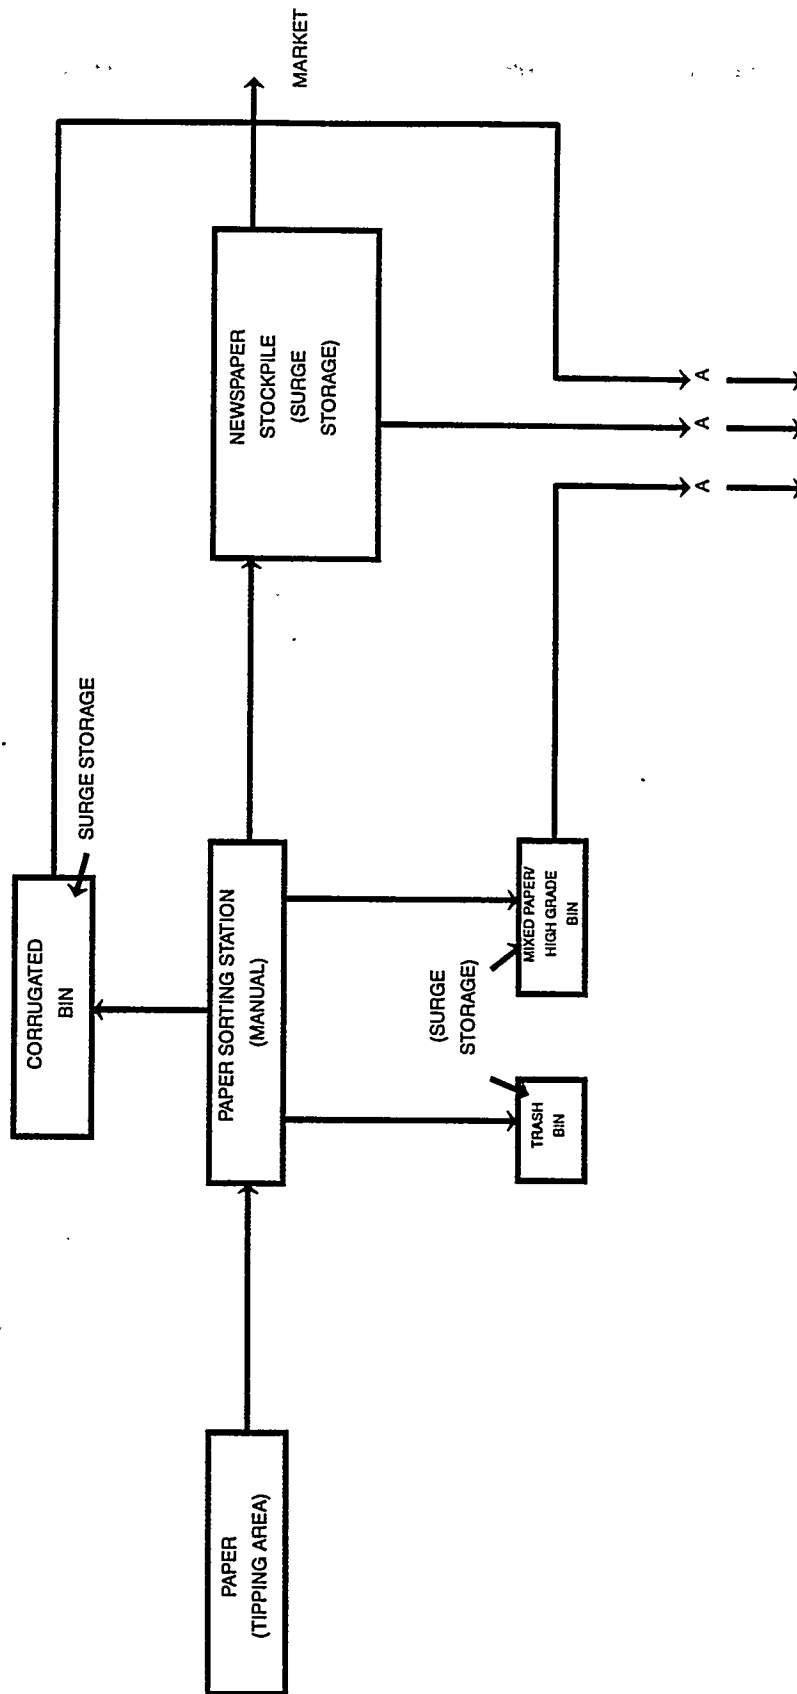 PAPER
(TIPPING AREA)
PAPER SORTING STATION
(MANUAL)
CORRUGATED
BIN
SURGE STORAGE
TRASH
BIN
(SURGE
STORAGE)
MIXED PAPER/
HIGH GRADE
BIN
NEWSPAPER
STOCKPILE
(SURGE
STORAGE)
MARKET
A
A
A